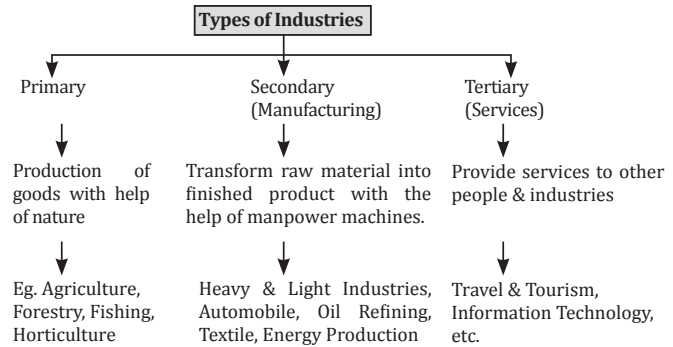 Types of Industries
Primary
Secondary
(Manufacturing)
Tertiary
(Services)
Production of
goods with help
of nature
Transform raw material into
finished product with the
help of manpower machines.
Provide services to other
people & industries
Eg. Agriculture,
Forestry, Fishing,
Horticulture
Heavy & Light Industries,
Automobile, Oil Refining,
Textile, Energy Production
Travel & Tourism,
Information Technology,
etc.